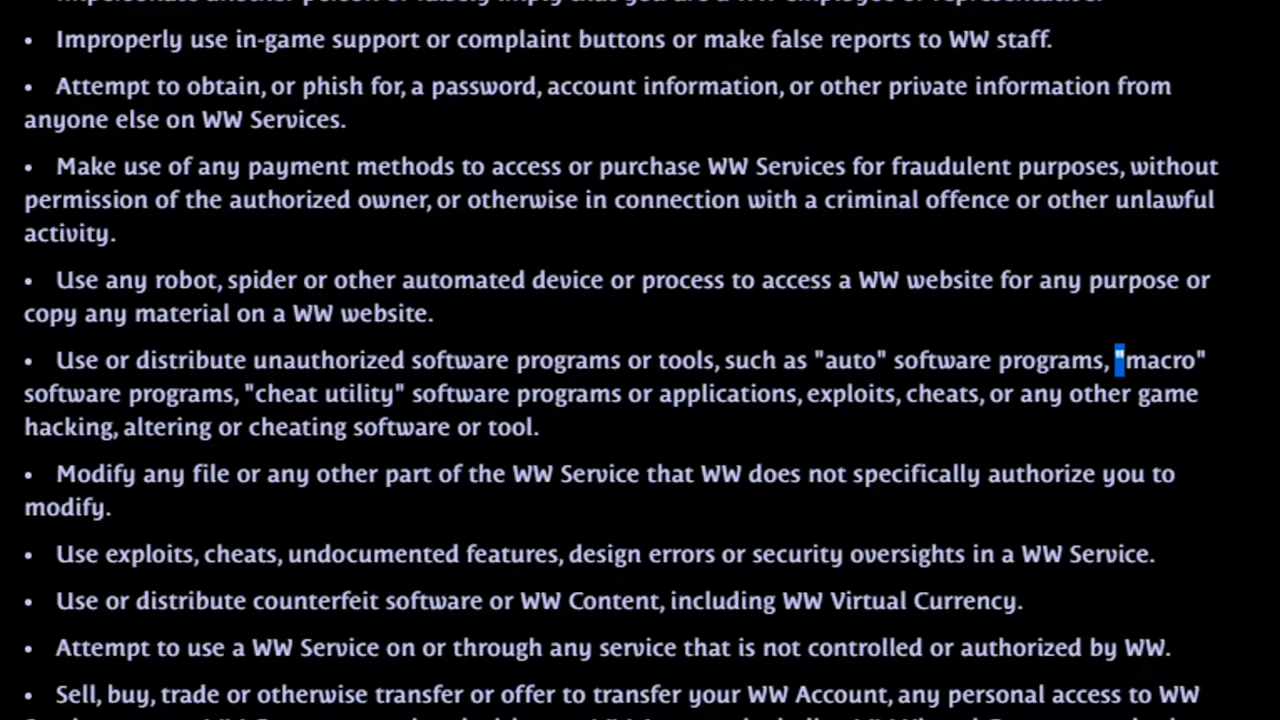 • Improperly use in-game support or complaint buttons or make false reports to WW staff.
• Attempt to obtain, or phish for, a password, account information, or other private information from
anyone else on WW Services.
• Make use of any payment methods to access or purchase WW Services for fraudulent purposes, without
permission of the authorized owner, or otherwise in connection with a criminal offence or other unlawful
activity.
• Use any robot, spider or other automated device or process to access a WW website for any purpose or
copy any material on a WW website.
• Use or distribute unauthorized software programs or tools, such as "auto" software programs, "macro"
software programs, "cheat utility" software programs or applications, exploits, cheats, or any other game
hacking, altering or cheating software or tool.
• Modify any file or any other part of the WW Service that WW does not specifically authorize you to
modify.
• Use exploits, cheats, undocumented features, design errors or security oversights in a WW Service.
• Use or distribute counterfeit software or WW Content, including WW Virtual Currency.
• Attempt to use a WW Service on or through any service that is not controlled or authorized by WW.
• Sell, buy, trade or otherwise transfer or offer to transfer your WW Account, any personal access to WW